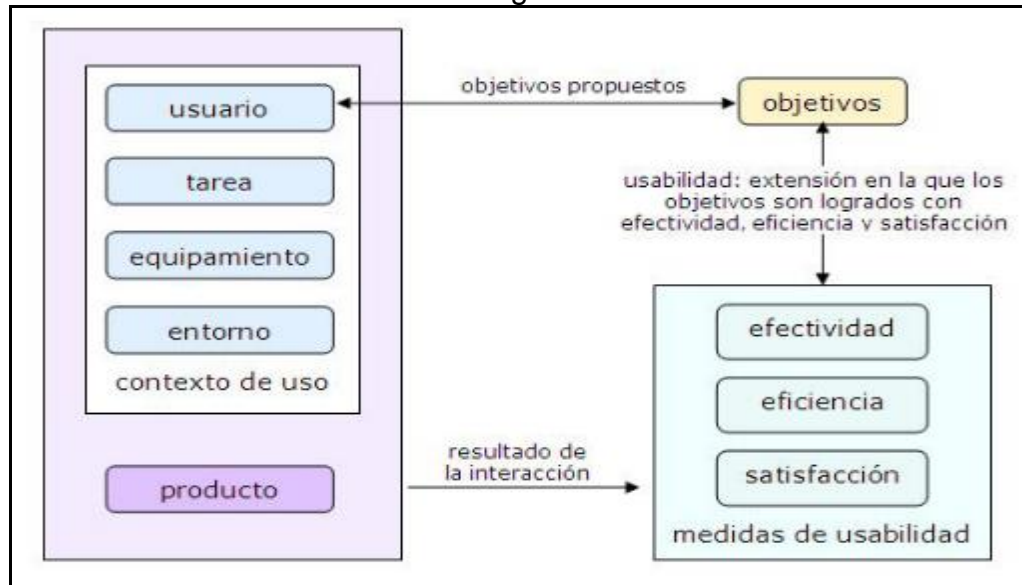 usuario
tarea
equipamiento
entorno
contexto de uso
producto
objetivos propuestos
objetivos
usabilidad: extensión en la que los
objetivos son logrados con
efectividad, eficiencia y satisfacción
resultado de
la interacción
efectividad
eficiencia
satisfacción
medidas de usabilidad